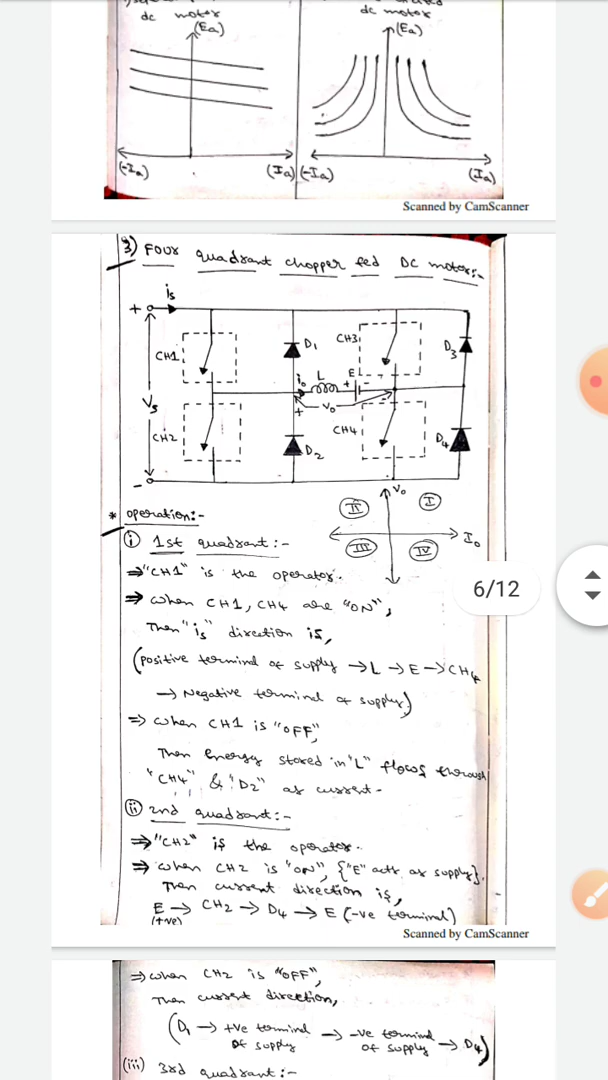 dc motor
(Ea)
dc motor
(Ea)
(-Ia) (Ia) (-Ia) (Ia)
Scanned by CamScanner
3) Four quadrant chopper fed DC motor:-
is
+
CH1
D1
CH3
D3
L E
io
+ -
Vs
+ Vo -
CH2
D2
CH4
D4
-
Vo
II I
Io
III IV
* operation:-
(i) 1st quadrant:-
⇒ "CH1" is the operator.
⇒ when CH1, CH4 are "ON",
Then "is" direction is,
(positive terminal of supply → L → E → CH4
→ Negative terminal of supply)
⇒ when CH1 is "OFF",
Then Energy stored in "L" flows through
"CH4" & "D2" as current.
(ii) 2nd quadrant:-
⇒ "CH2" is the operator.
⇒ when CH2 is "ON", {"E" acts as supply}.
Then current direction is,
E → CH2 → D4 → E (-ve terminal)
(+ve)
Scanned by CamScanner
6/12
⇒ when CH2 is "OFF",
Then current direction,
(D1 → +ve terminal of supply → -ve terminal of supply → D4)
(iii) 3rd quadrant:-